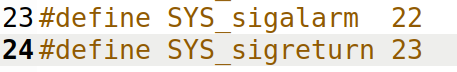 23 #define SYS_sigalarm  22
24 #define SYS_sigreturn 23